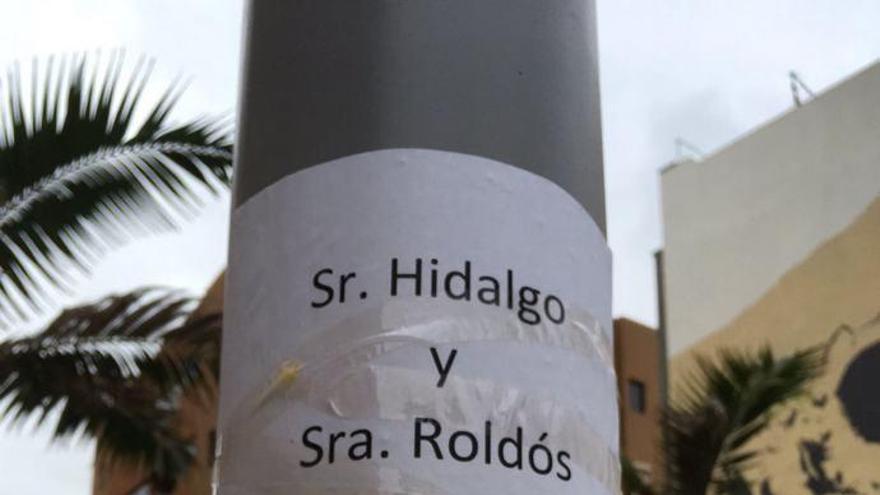 Sr. Hidalgo
y
Sra. Roldós